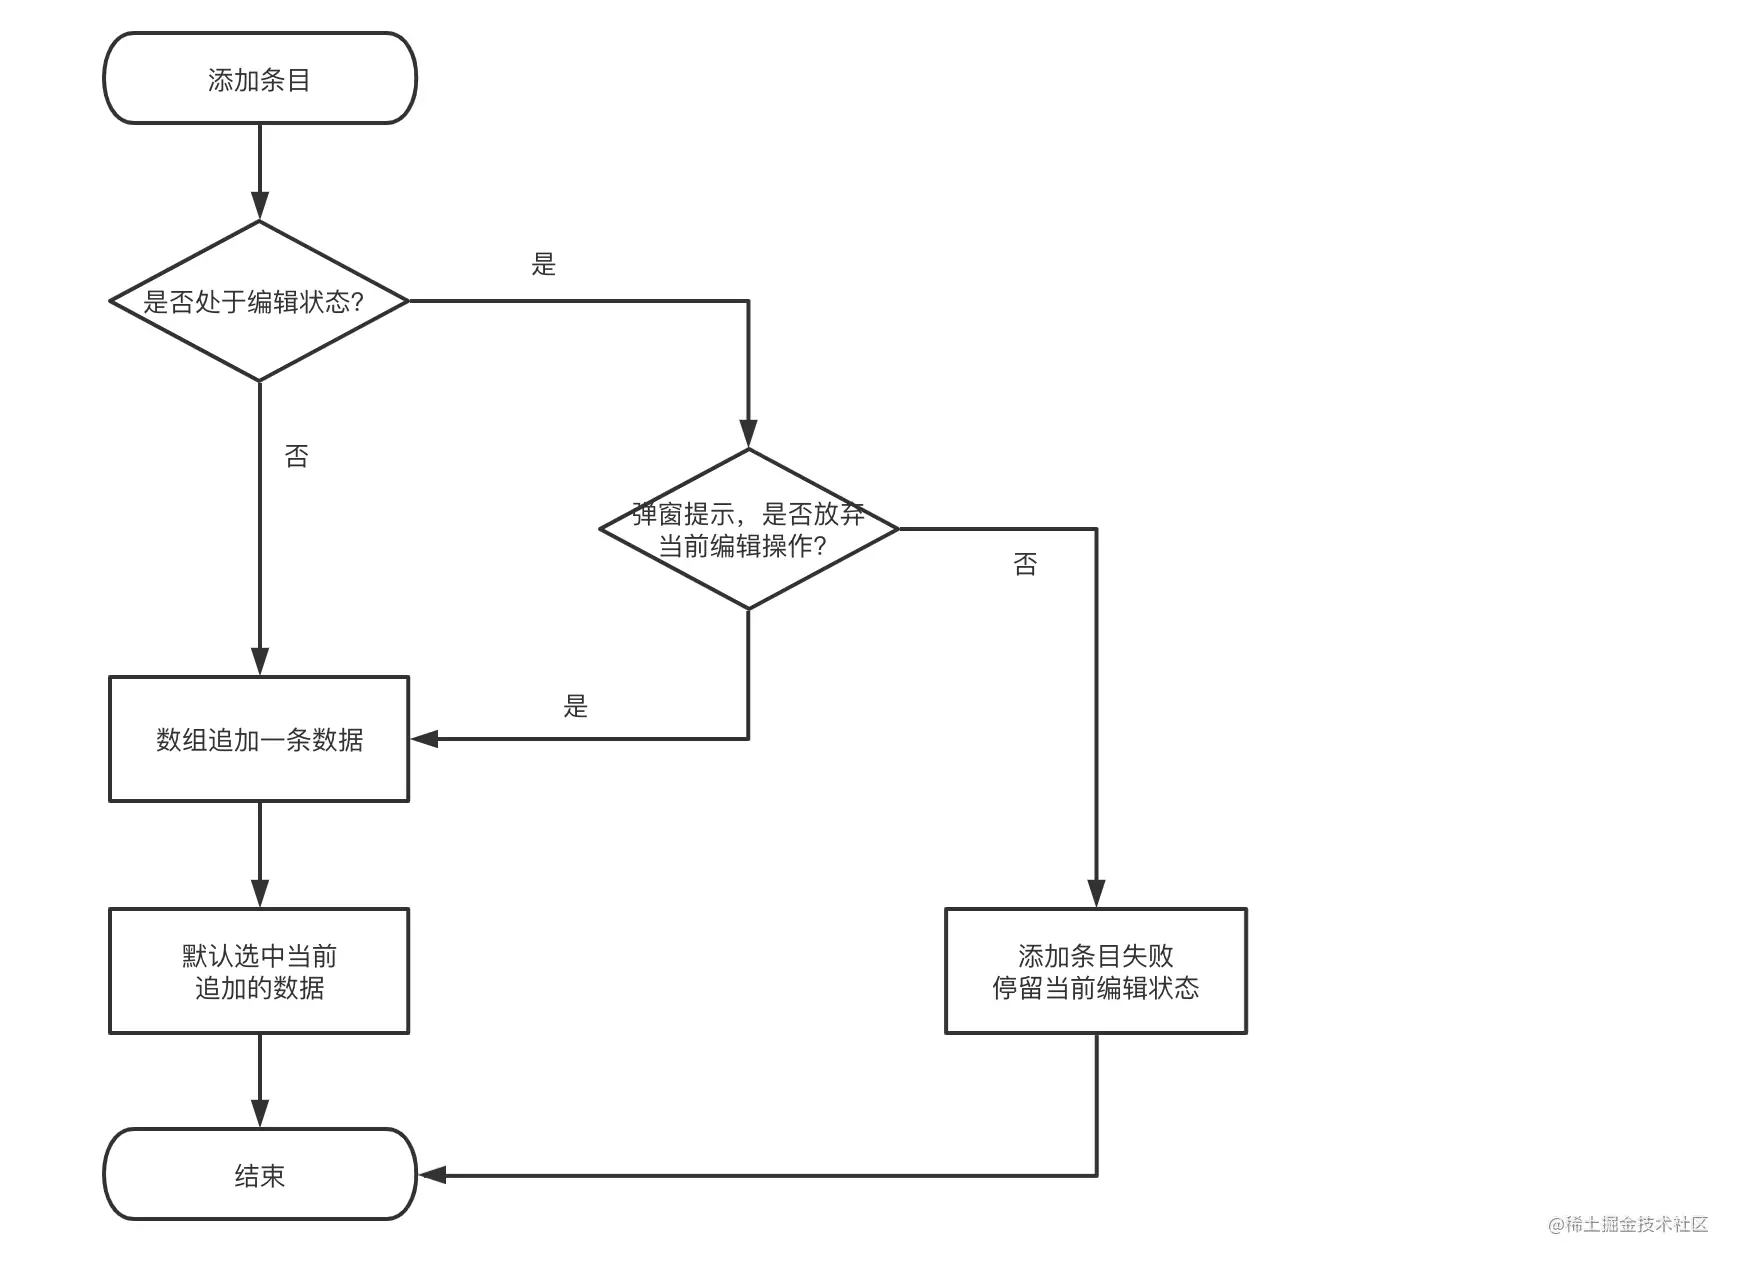 添加条目
是否处于编辑状态?
是
否
弹窗提示，是否放弃
当前编辑操作?
否
是
数组追加一条数据
默认选中当前
追加的数据
添加条目失败
停留当前编辑状态
结束
@稀土掘金技术社区